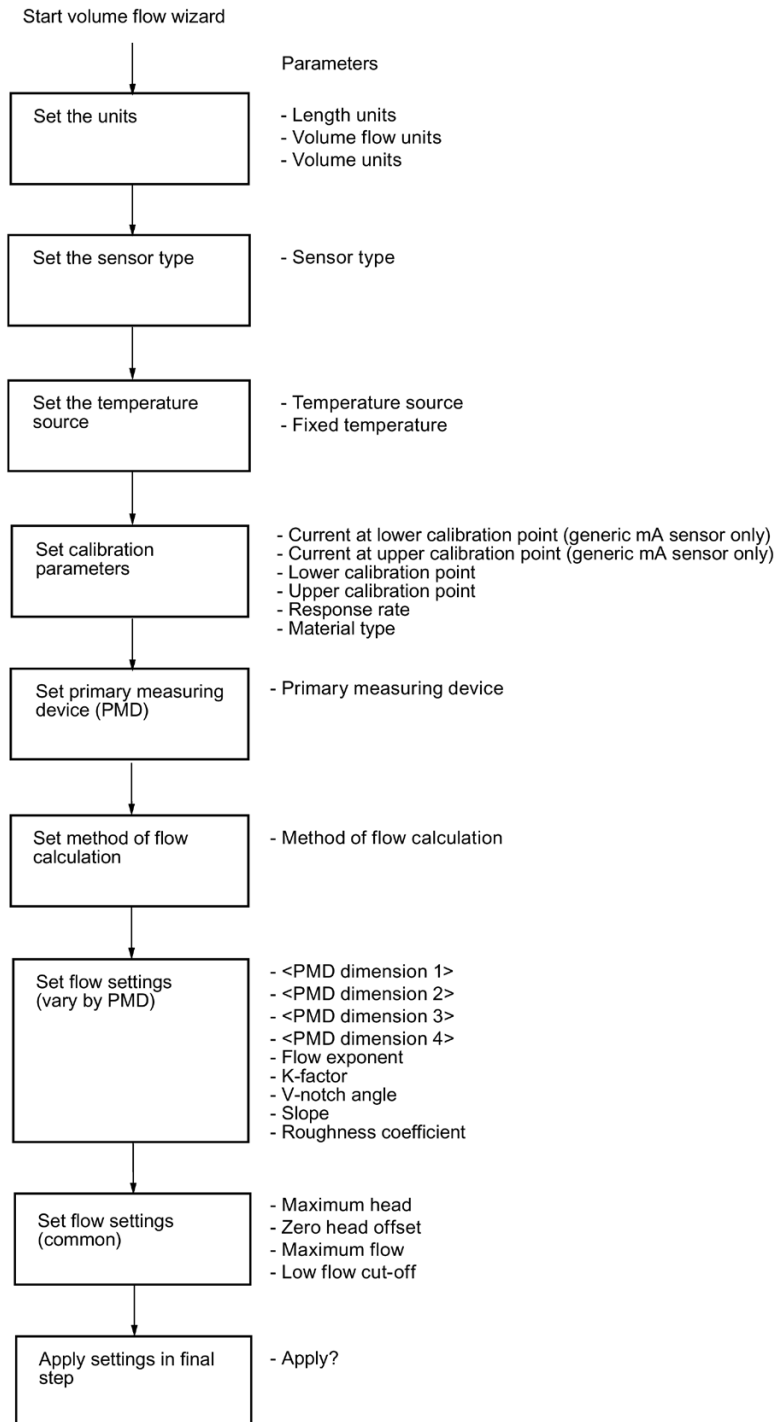 Start volume flow wizard
Parameters
Set the units
- Length units
- Volume flow units
- Volume units
Set the sensor type
- Sensor type
Set the temperature
source
- Temperature source
- Fixed temperature
Set calibration
parameters
- Current at lower calibration point (generic mA sensor only)
- Current at upper calibration point (generic mA sensor only)
- Lower calibration point
- Upper calibration point
- Response rate
- Material type
Set primary measuring
device (PMD)
- Primary measuring device
Set method of flow
calculation
- Method of flow calculation
Set flow settings
(vary by PMD)
- <PMD dimension 1>
- <PMD dimension 2>
- <PMD dimension 3>
- <PMD dimension 4>
- Flow exponent
- K-factor
- V-notch angle
- Slope
- Roughness coefficient
Set flow settings
(common)
- Maximum head
- Zero head offset
- Maximum flow
- Low flow cut-off
Apply settings in final
step
- Apply?